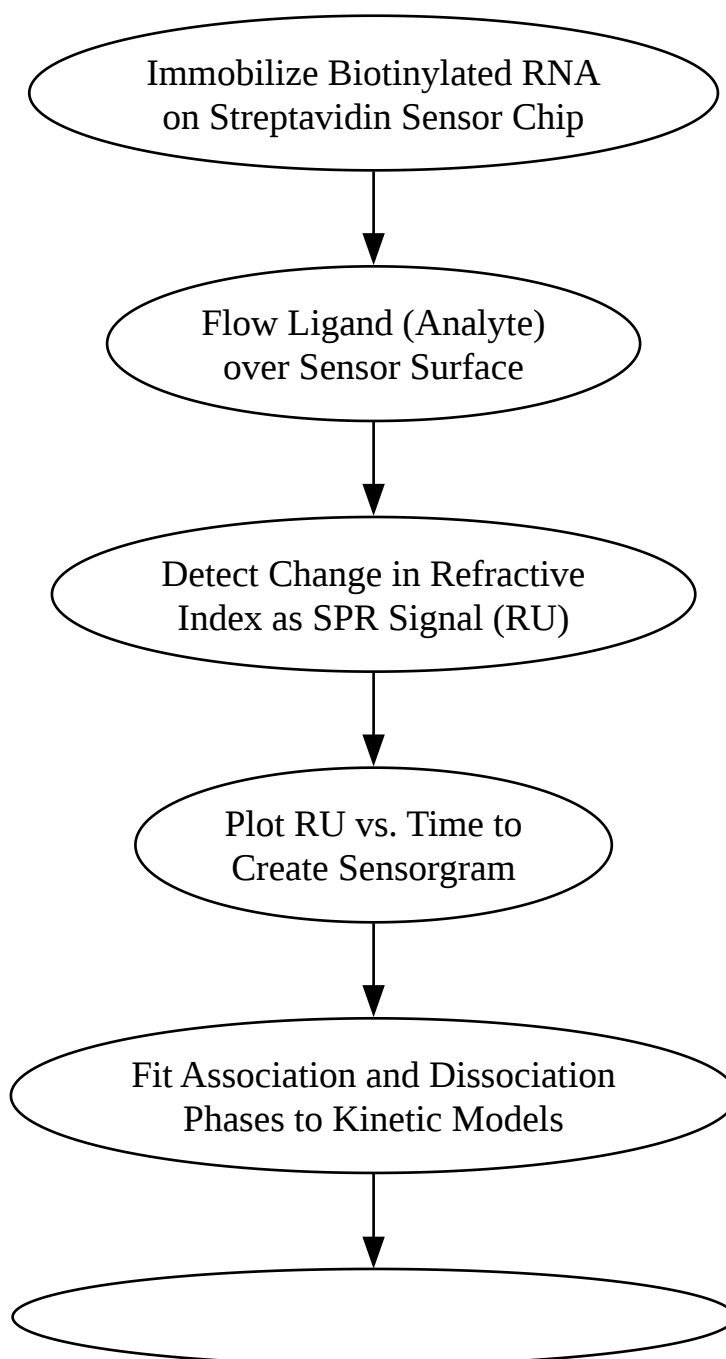 Immobilize Biotinylated RNA
on Streptavidin Sensor Chip
Flow Ligand (Analyte)
over Sensor Surface
Detect Change in Refractive
Index as SPR Signal (RU)
Plot RU vs. Time to
Create Sensorgram
Fit Association and Dissociation
Phases to Kinetic Models